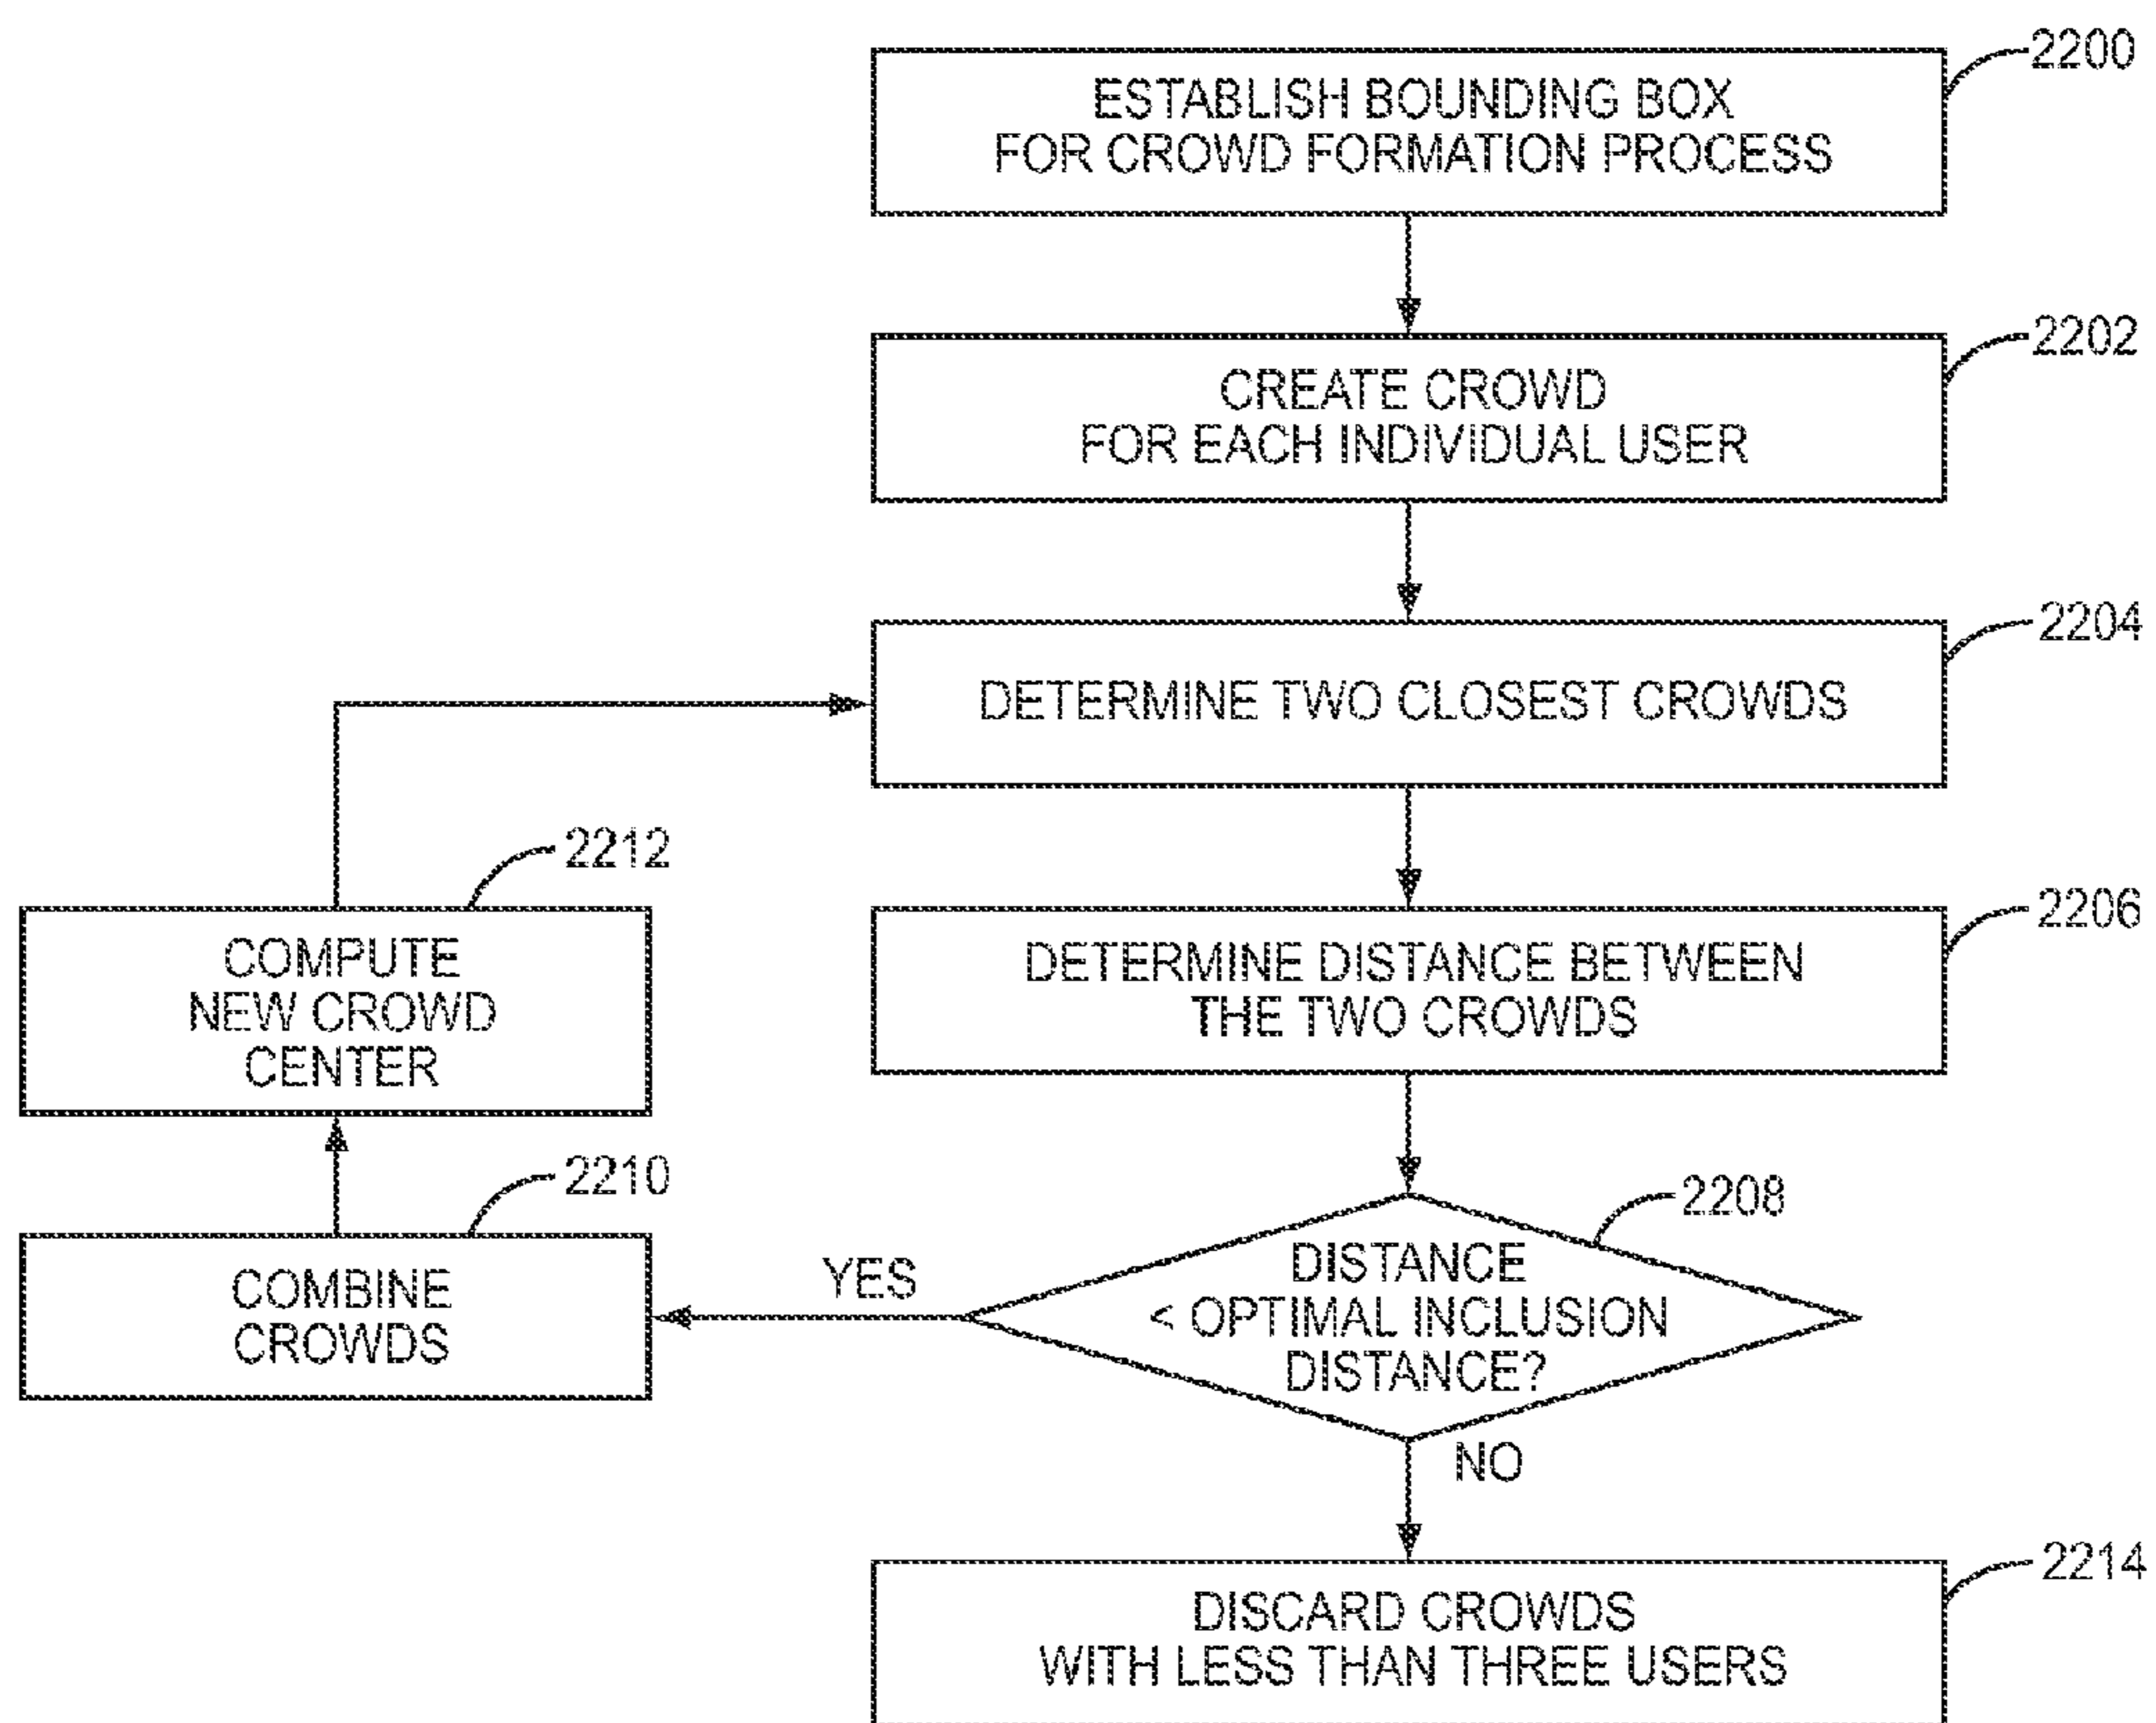 2200
ESTABLISH BOUNDING BOX
FOR CROWD FORMATION PROCESS
2202
CREATE CROWD
FOR EACH INDIVIDUAL USER
2204
DETERMINE TWO CLOSEST CROWDS
2206
DETERMINE DISTANCE BETWEEN
THE TWO CROWDS
2208
DISTANCE
< OPTIMAL INCLUSION
DISTANCE?
YES
2210
COMBINE
CROWDS
2212
COMPUTE
NEW CROWD
CENTER
NO
2214
DISCARD CROWDS
WITH LESS THAN THREE USERS